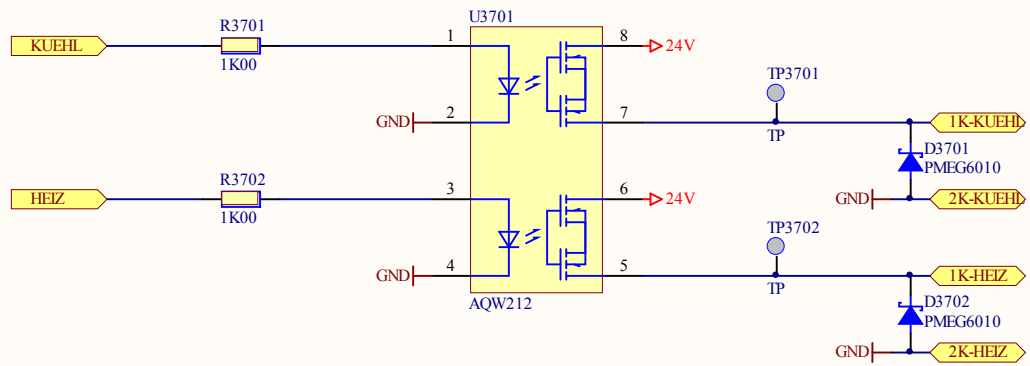 U3701
KUEHL
R3701
1K00
1
8
24V
GND
2
7
TP3701
TP
1K-KUEHL
D3701
PMEG6010
GND
2K-KUEHL
HEIZ
R3702
1K00
3
6
24V
GND
4
5
TP3702
TP
1K-HEIZ
AQW212
D3702
PMEG6010
GND
2K-HEIZ